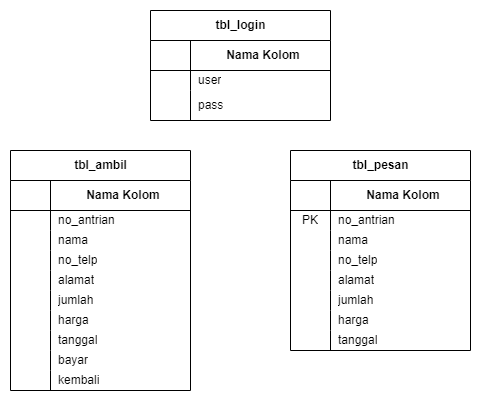 tbl_login
Nama Kolom
user
pass
tbl_ambil
Nama Kolom
no_antrian
nama
no_telp
alamat
jumlah
harga
tanggal
bayar
kembali
tbl_pesan
Nama Kolom
PK no_antrian
nama
no_telp
alamat
jumlah
harga
tanggal